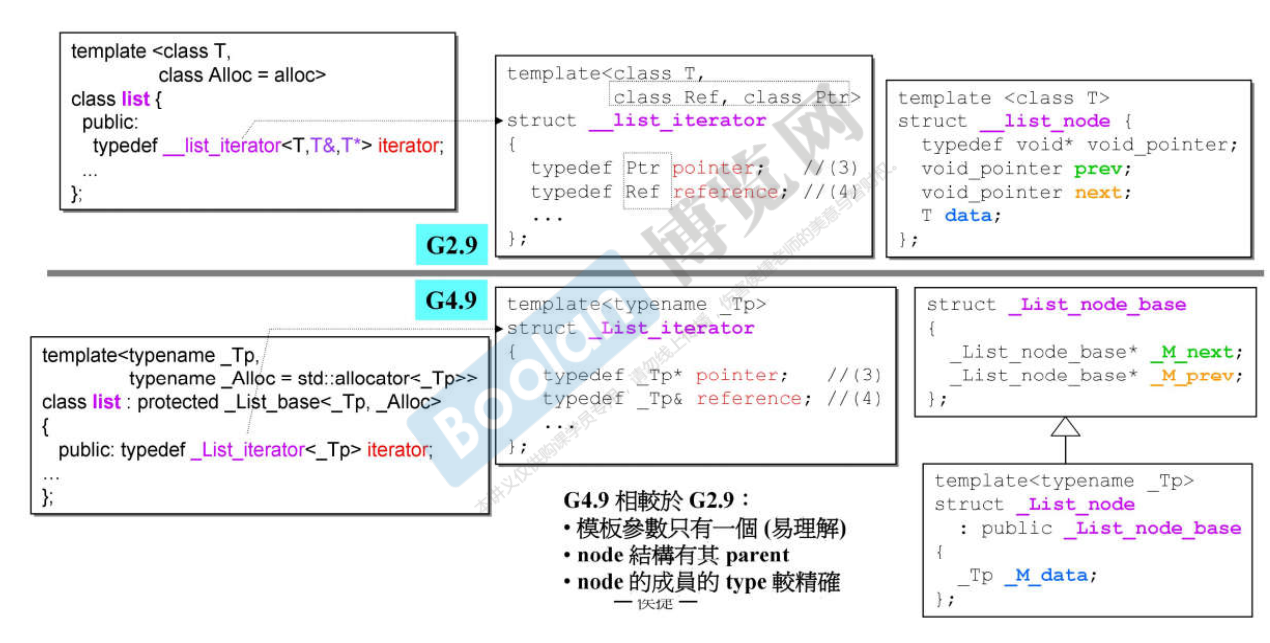 template <class T,
class Alloc = alloc>
class list {
public:
typedef __list_iterator<T,T&,T*> iterator;
...
};
template<class T,
class Ref, class Ptr>
struct __list_iterator
{
typedef Ptr pointer; //(3)
typedef Ref reference; //(4)
...
};
template <class T>
struct __list_node {
typedef void* void_pointer;
void_pointer prev;
void_pointer next;
T data;
};
G2.9
G4.9
template<typename _Tp,
typename _Alloc = std::allocator<_Tp>>
class list : protected _List_base<_Tp, _Alloc>
{
public: typedef _List_iterator<_Tp> iterator;
...
};
template<typename _Tp>
struct _List_iterator
{
typedef _Tp* pointer; //(3)
typedef _Tp& reference; //(4)
...
};
struct _List_node_base
{
_List_node_base* _M_next;
_List_node_base* _M_prev;
};
template<typename _Tp>
struct _List_node
: public _List_node_base
{
_Tp _M_data;
};
G4.9 相較於 G2.9：
• 模板參數只有一個 (易理解)
• node 結構有其 parent
• node 的成員的 type 較精確
— 侯捷 —
Boolan 博览网